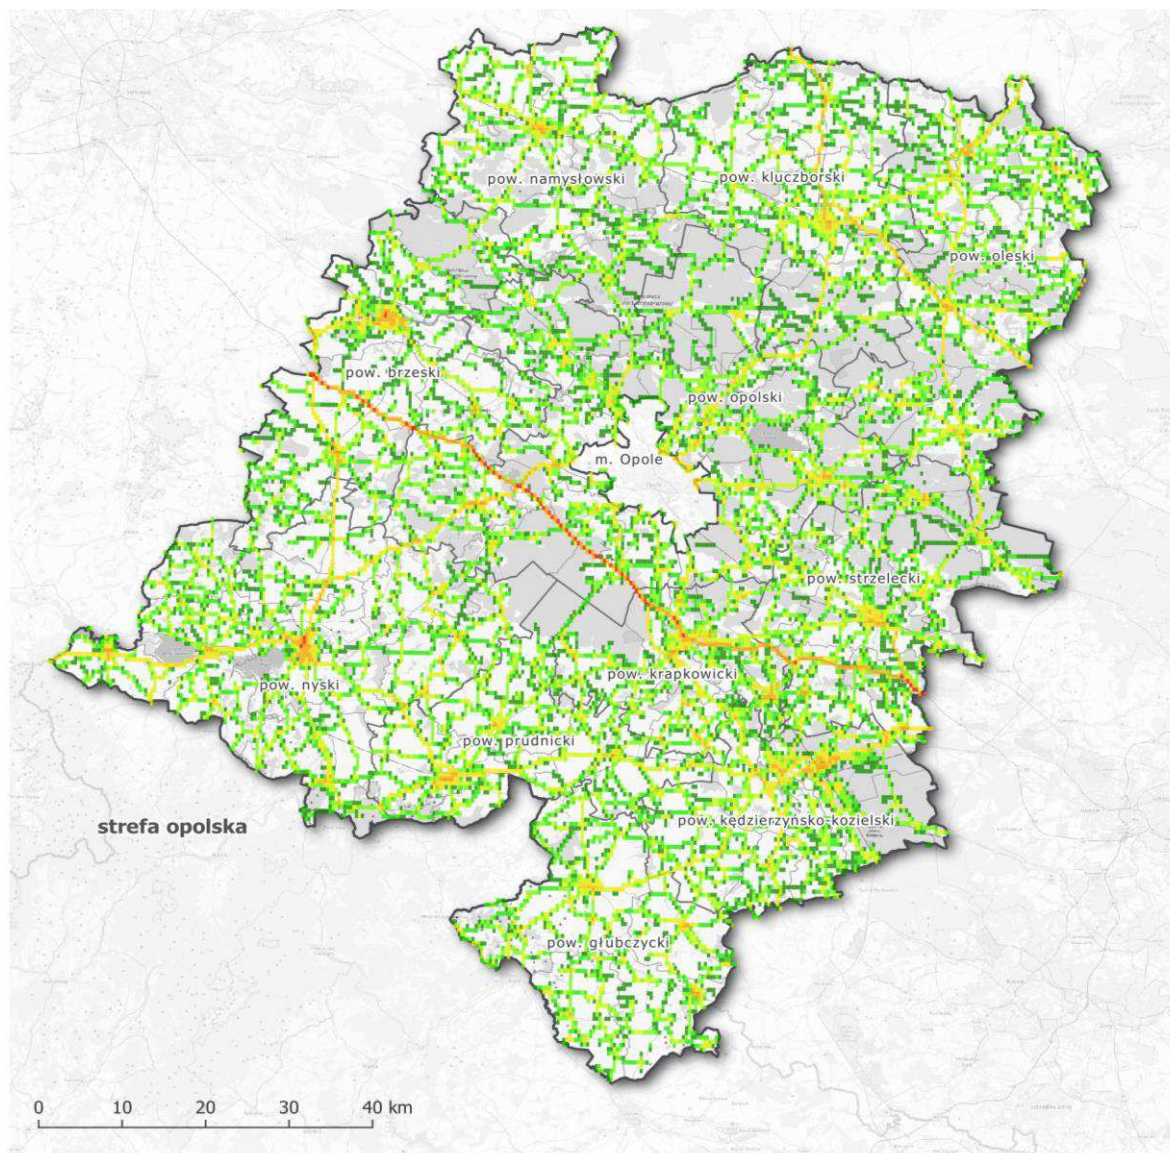 pow. namysłowski
pow. kluczborski
pow. oleski
pow. brzeski
pow. opolski
m. Opole
pow. strzelecki
pow. krapkowicki
pow. nyski
pow. prudnicki
pow. kędzierzyńsko-kozielski
strefa opolska
pow. głubczycki
0 10 20 30 40 km